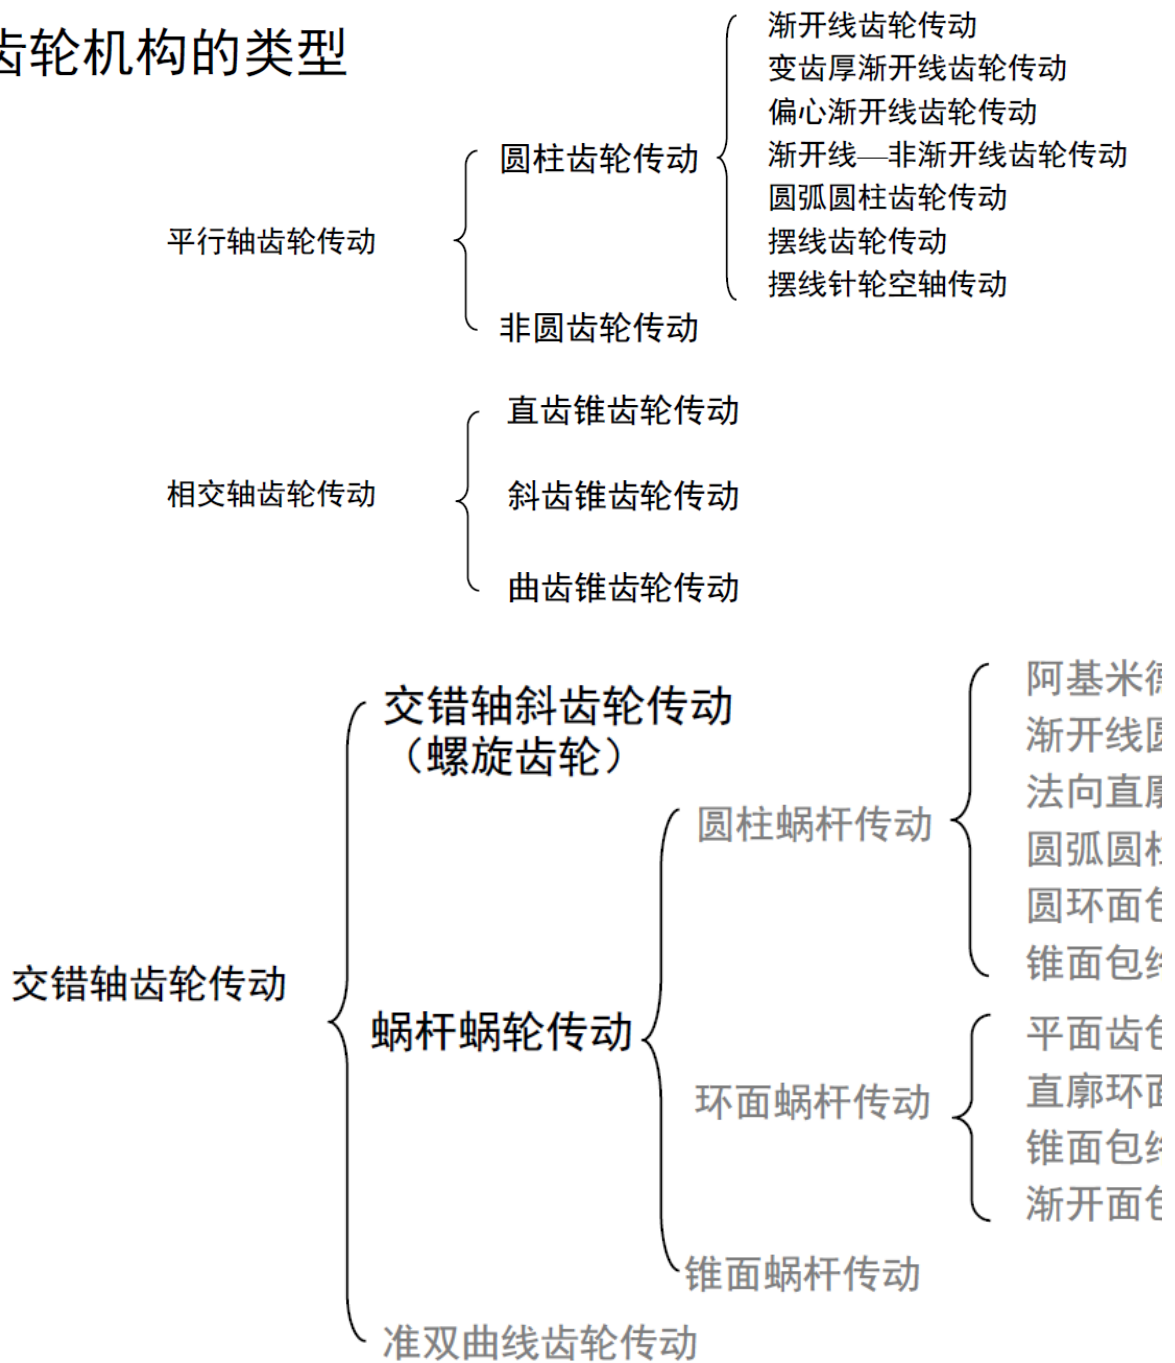 齿轮机构的类型
渐开线齿轮传动
变齿厚渐开线齿轮传动
偏心渐开线齿轮传动
渐开线—非渐开线齿轮传动
圆弧圆柱齿轮传动
摆线齿轮传动
摆线针轮空轴传动
圆柱齿轮传动
平行轴齿轮传动
非圆齿轮传动
直齿锥齿轮传动
相交轴齿轮传动
斜齿锥齿轮传动
曲齿锥齿轮传动
交错轴斜齿轮传动
（螺旋齿轮）
阿基米德
渐开线圆
法向直廓
圆弧圆柱
圆环面包
锥面包络
圆柱蜗杆传动
交错轴齿轮传动
蜗杆蜗轮传动
平面齿包
直廓环面
锥面包络
渐开面包
环面蜗杆传动
锥面蜗杆传动
准双曲线齿轮传动